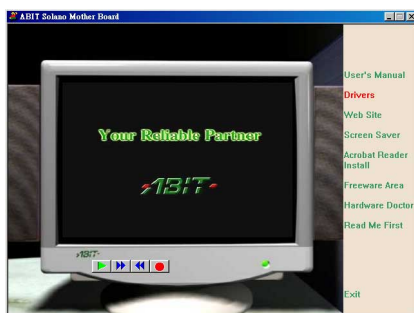 ABIT Solano Mother Board
Your Reliable Partner
ABIT
ABIT
User's Manual
Drivers
Web Site
Screen Saver
Acrobat Reader
Install
Freeware Area
Hardware Doctor
Read Me First
Exit